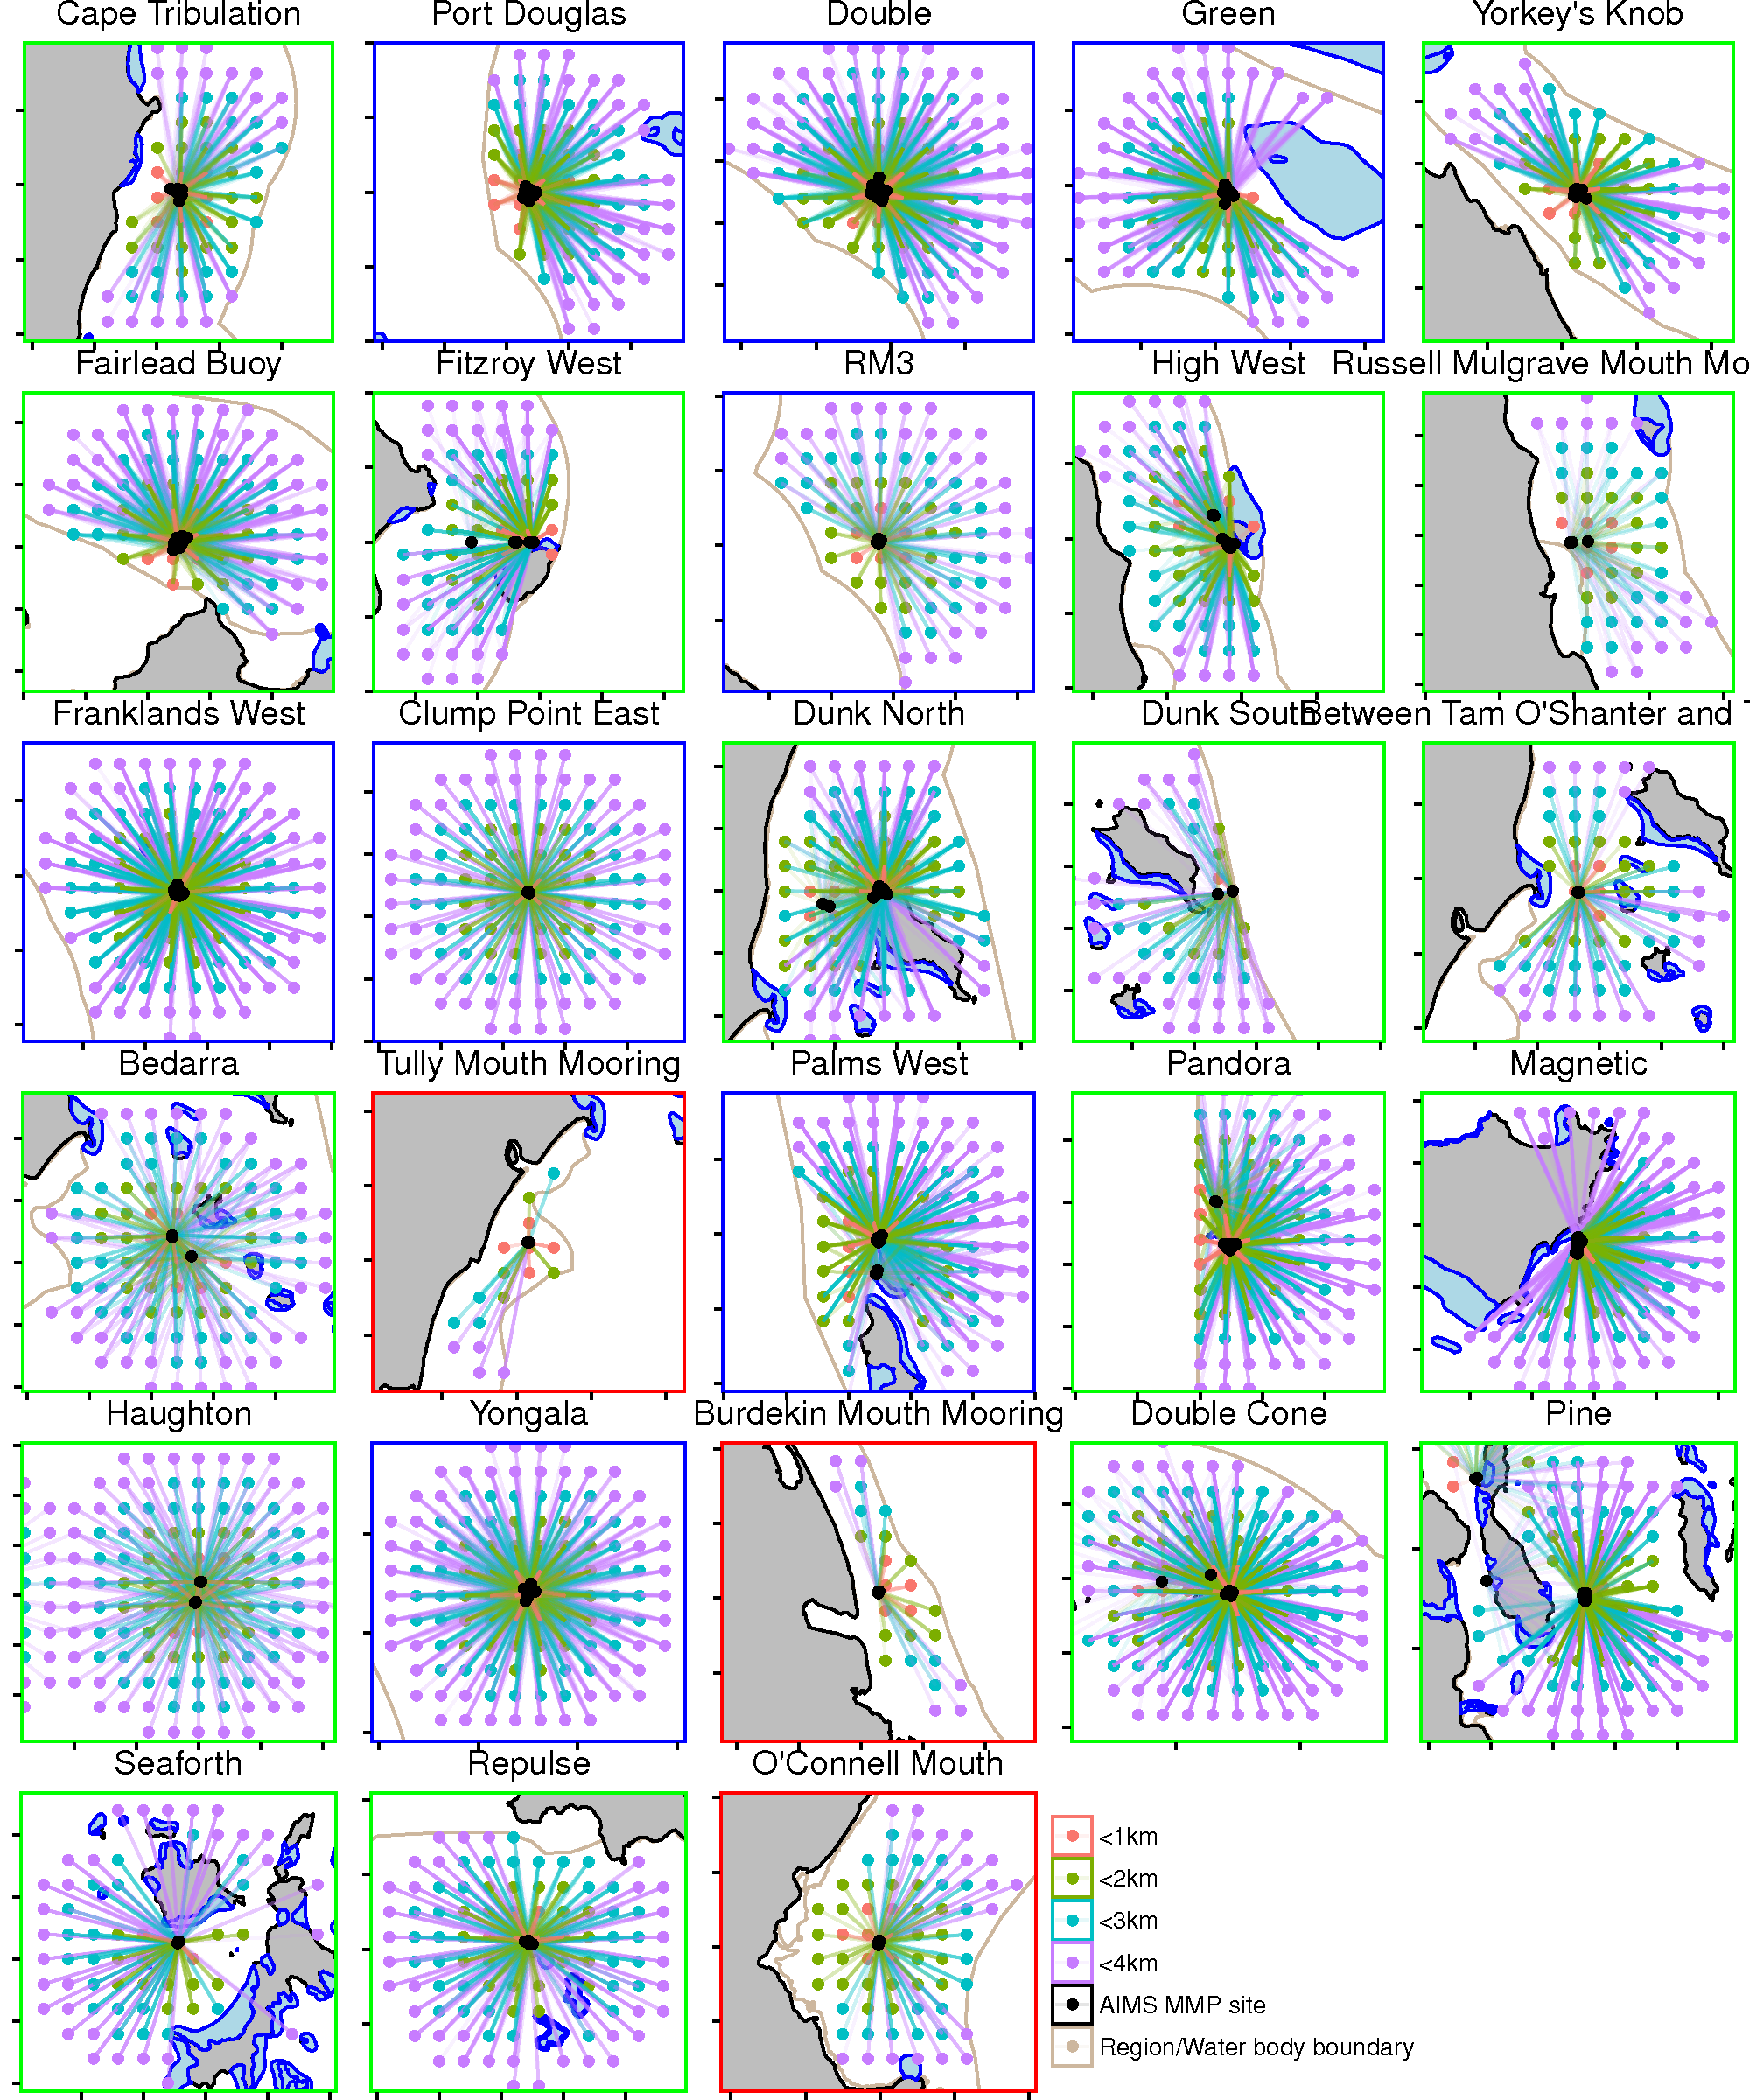 Cape Tribulation
Port Douglas
Double
Green
Yorkey's Knob
Fairlead Buoy
Fitzroy West
RM3
High West
Russell Mulgrave Mouth Mo
Franklands West
Clump Point East
Dunk North
Dunk South
Between Tam O'Shanter and
Bedarra
Tully Mouth Mooring
Palms West
Pandora
Magnetic
Haughton
Yongala
Burdekin Mouth Mooring
Double Cone
Pine
Seaforth
Repulse
O'Connell Mouth
<1km
<2km
<3km
<4km
AIMS MMP site
Region/Water body boundary